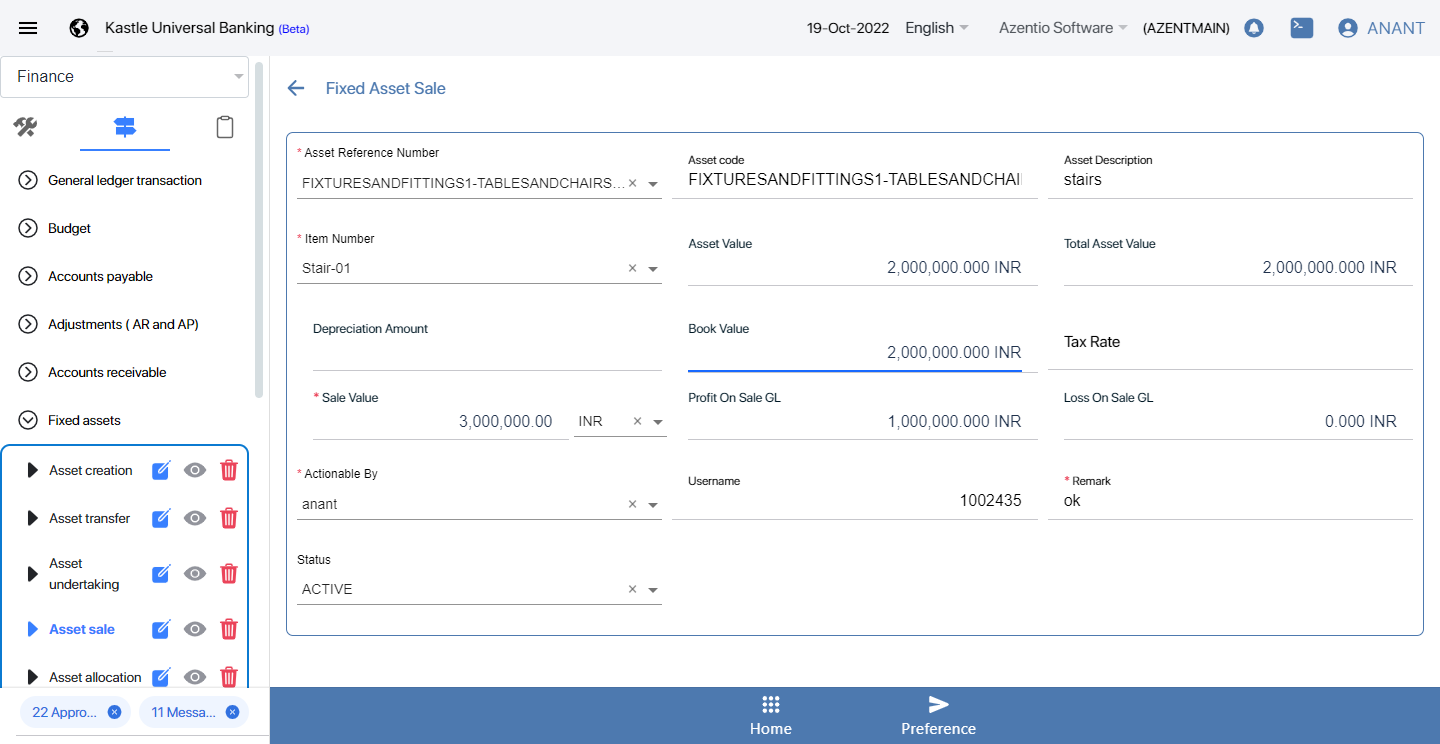 Kastle Universal Banking (Beta)
19-Oct-2022 English Azentio Software (AZENTMAIN) ANANT
Finance
General ledger transaction
Budget
Accounts payable
Adjustments ( AR and AP)
Accounts receivable
Fixed assets
Asset creation
Asset transfer
Asset
undertaking
Asset sale
Asset allocation
22 Appro... 11 Messa...
Fixed Asset Sale
* Asset Reference Number Asset code Asset Description
FIXTURESANDFITTINGS1-TABLESANDCHAIRS... × FIXTURESANDFITTINGS1-TABLESANDCHAI stairs
* Item Number Asset Value Total Asset Value
Stair-01 × 2,000,000.000 INR 2,000,000.000 INR
Depreciation Amount Book Value Tax Rate
2,000,000.000 INR
* Sale Value Profit On Sale GL Loss On Sale GL
3,000,000.00 INR × 1,000,000.000 INR 0.000 INR
* Actionable By Username * Remark
anant × 1002435 ok
Status
ACTIVE ×
Home Preference